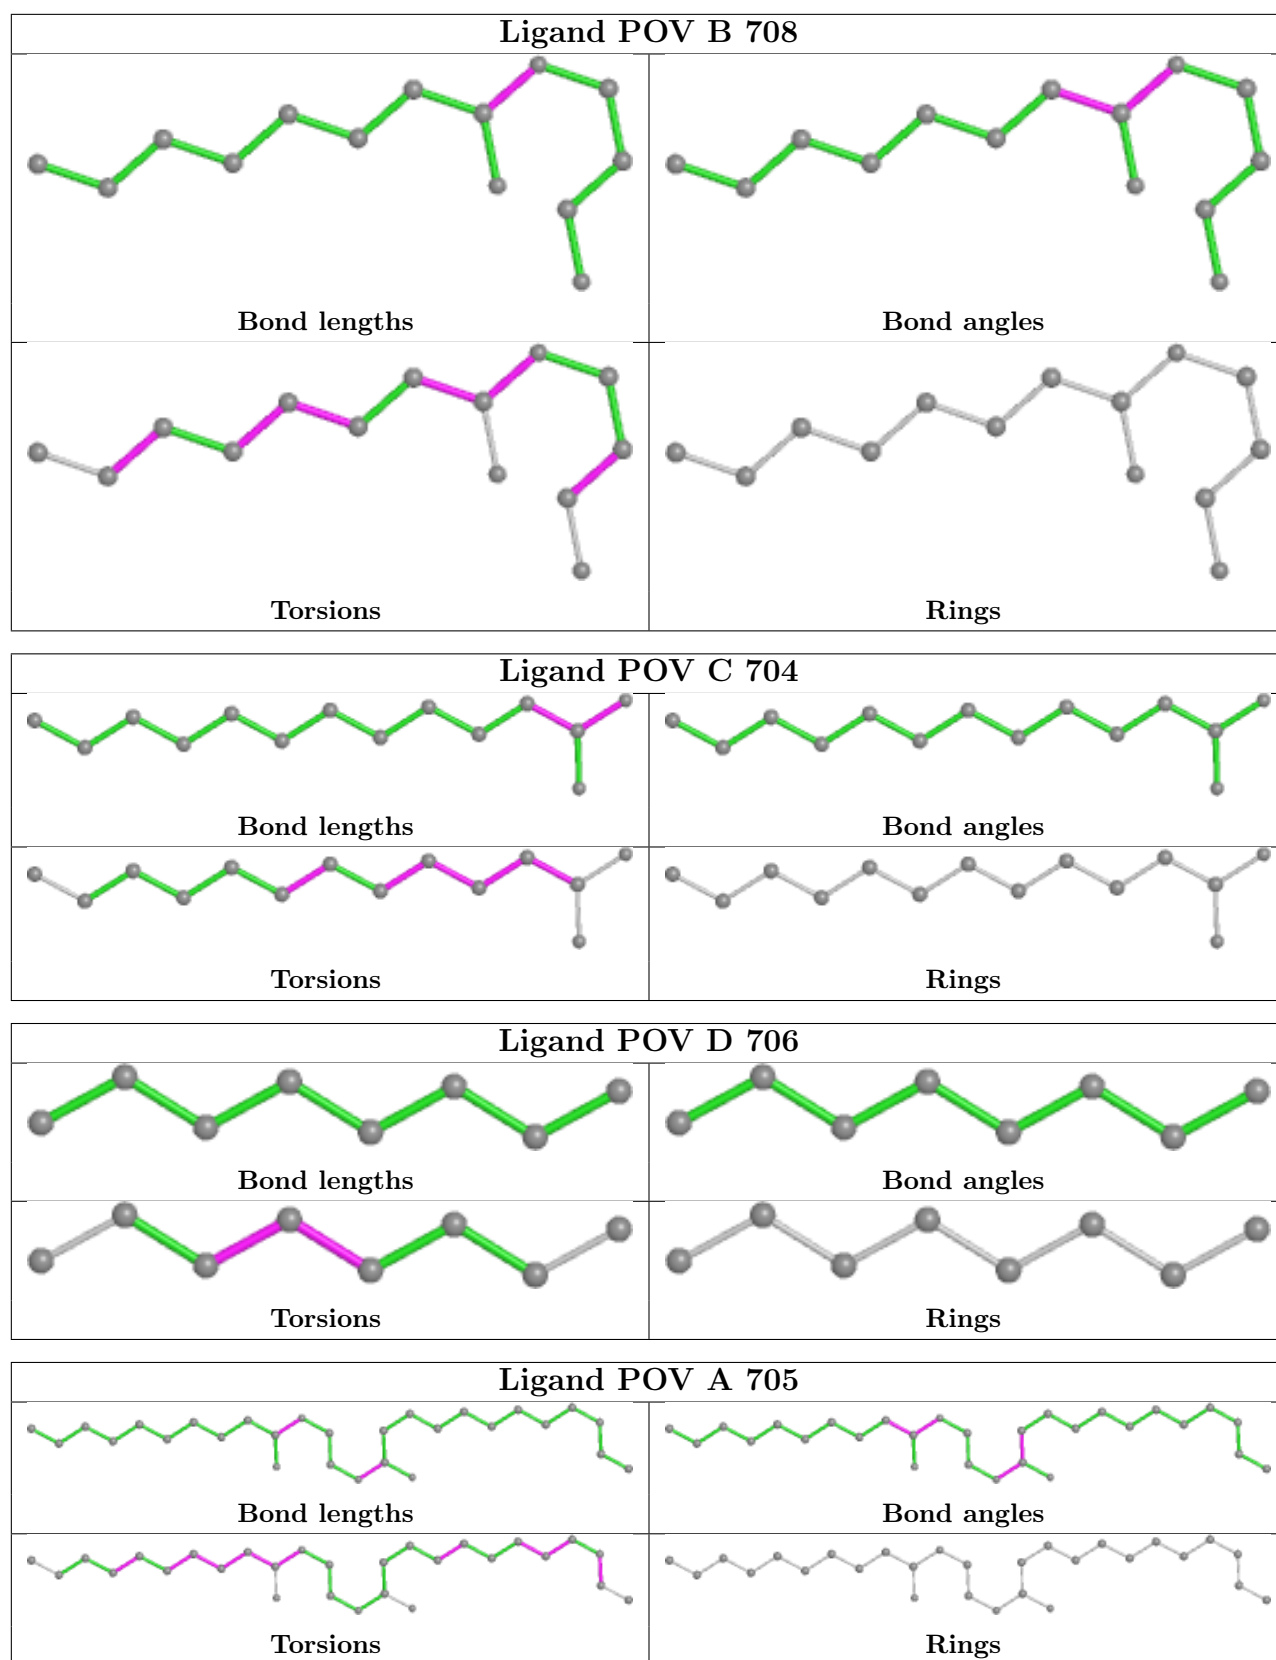 Ligand POV B 708
Bond lengths
Bond angles
Torsions
Rings
Ligand POV C 704
Bond lengths
Bond angles
Torsions
Rings
Ligand POV D 706
Bond lengths
Bond angles
Torsions
Rings
Ligand POV A 705
Bond lengths
Bond angles
Torsions
Rings